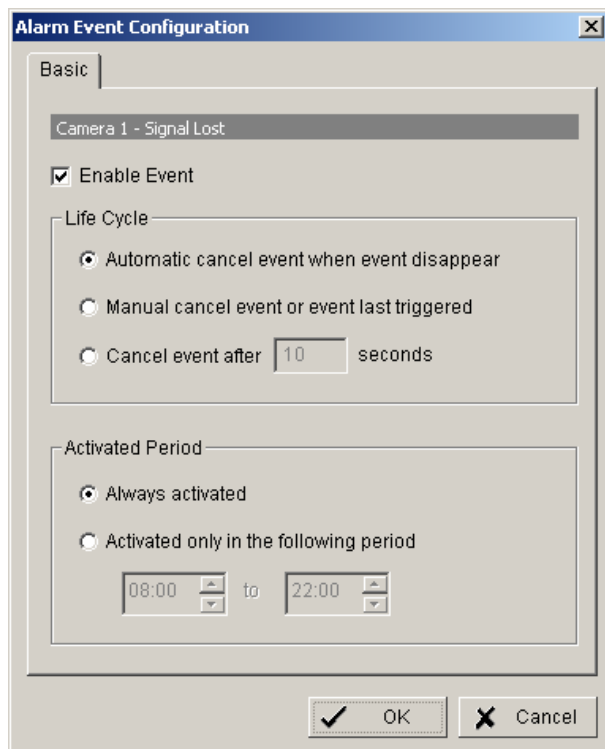 Alarm Event Configuration
Basic
Camera 1 - Signal Lost
Enable Event
Life Cycle
Automatic cancel event when event disappear
Manual cancel event or event last triggered
Cancel event after 10 seconds
Activated Period
Always activated
Activated only in the following period
08:00 to 22:00
OK Cancel